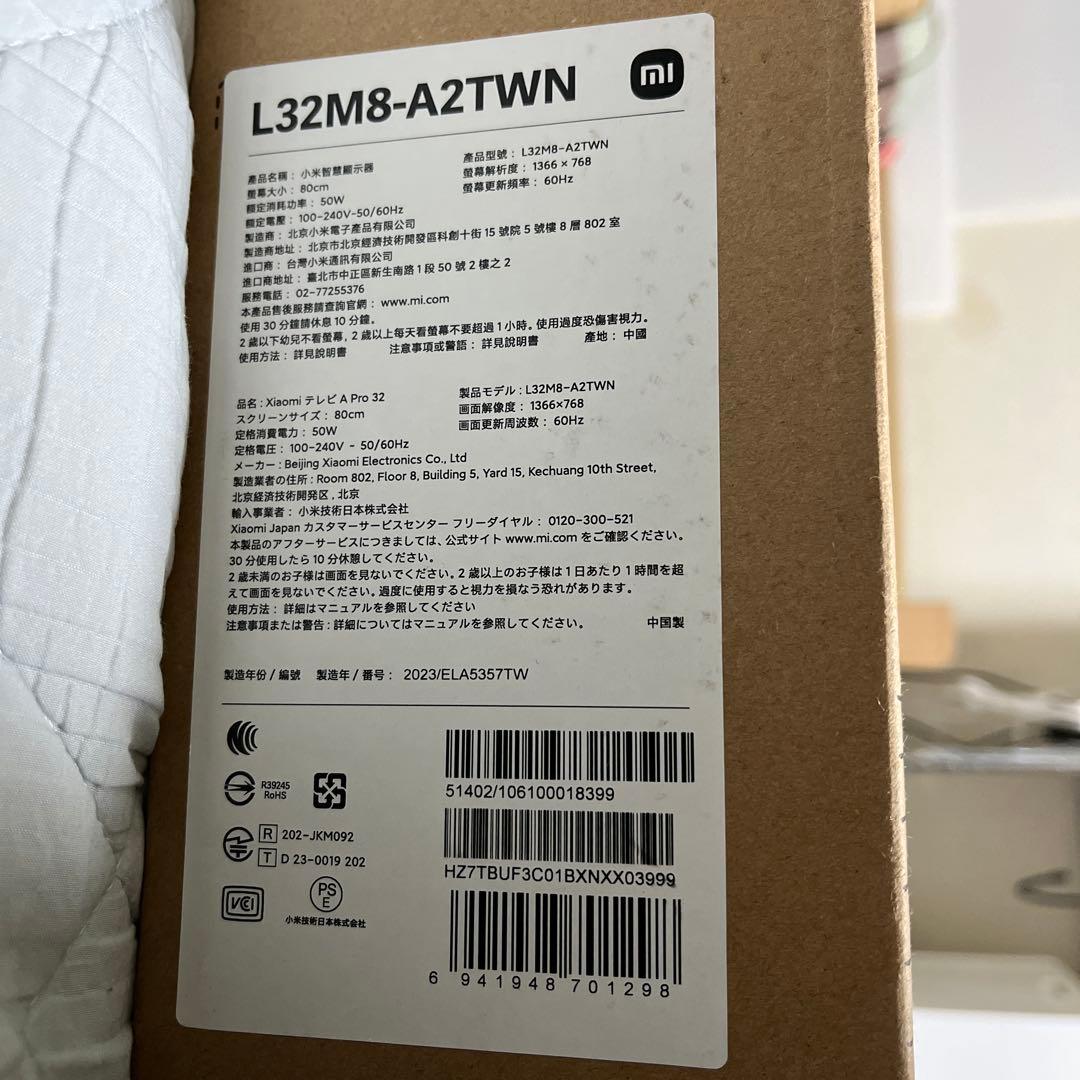 L32M8-A2TWN
mi
產品名稱：小米智慧顯示器
產品型號：L32M8-A2TWN
螢幕大小：80cm
螢幕解析度：1366 × 768
額定消耗功率：50W
螢幕更新頻率：60Hz
額定電壓：100-240V~50/60Hz
製造商：北京小米電子產品有限公司
製造商地址：北京市北京經濟技術開發區科創十街 15 號院 5 號樓 8 層 802 室
進口商：台灣小米通訊有限公司
進口商地址：臺北市中正區新生南路 1 段 50 號 2 樓之 2
服務電話：02-77255376
本產品售後服務請查詢官網：www.mi.com
使用 30 分鐘請休息 10 分鐘。
2 歲以下幼兒不看螢幕，2 歲以上每天看螢幕不要超過 1 小時。使用過度恐傷害視力。
使用方法：詳見說明書 注意事項或警語：詳見說明書 產地：中國
品名：Xiaomi テレビ A Pro 32
製品モデル：L32M8-A2TWN
スクリーンサイズ：80cm
画面解像度：1366×768
定格消費電力：50W
画面更新周波数：60Hz
定格電圧：100-240V ~ 50/60Hz
メーカー：Beijing Xiaomi Electronics Co., Ltd
製造業者の住所：Room 802, Floor 8, Building 5, Yard 15, Kechuang 10th Street,
北京経済技術開発区，北京
輸入事業者：小米技術日本株式会社
Xiaomi Japan カスタマーサービスセンター フリーダイヤル：0120-300-521
本製品のアフターサービスにつきましては、公式サイト www.mi.com をご確認ください。
30 分使用したら 10 分休憩してください。
2 歳未満のお子様は画面を見ないでください。2 歳以上のお子様は 1 日あたり 1 時間を超
えて画面を見ないでください。過度に使用すると視力を損なう恐れがあります。
使用方法：詳細はマニュアルを参照してください
注意事項または警告：詳細についてはマニュアルを参照してください。 中国製
製造年份 / 編號 製造年 / 番号：2023/ELA5357TW
R39245
RoHS
R 202-JKM092
T D 23-0019 202
VCCI
PS
E
小米技術日本株式会社
51402/106100018399
HZ7TBUF3C01BXNXX03999
6 941948 701298